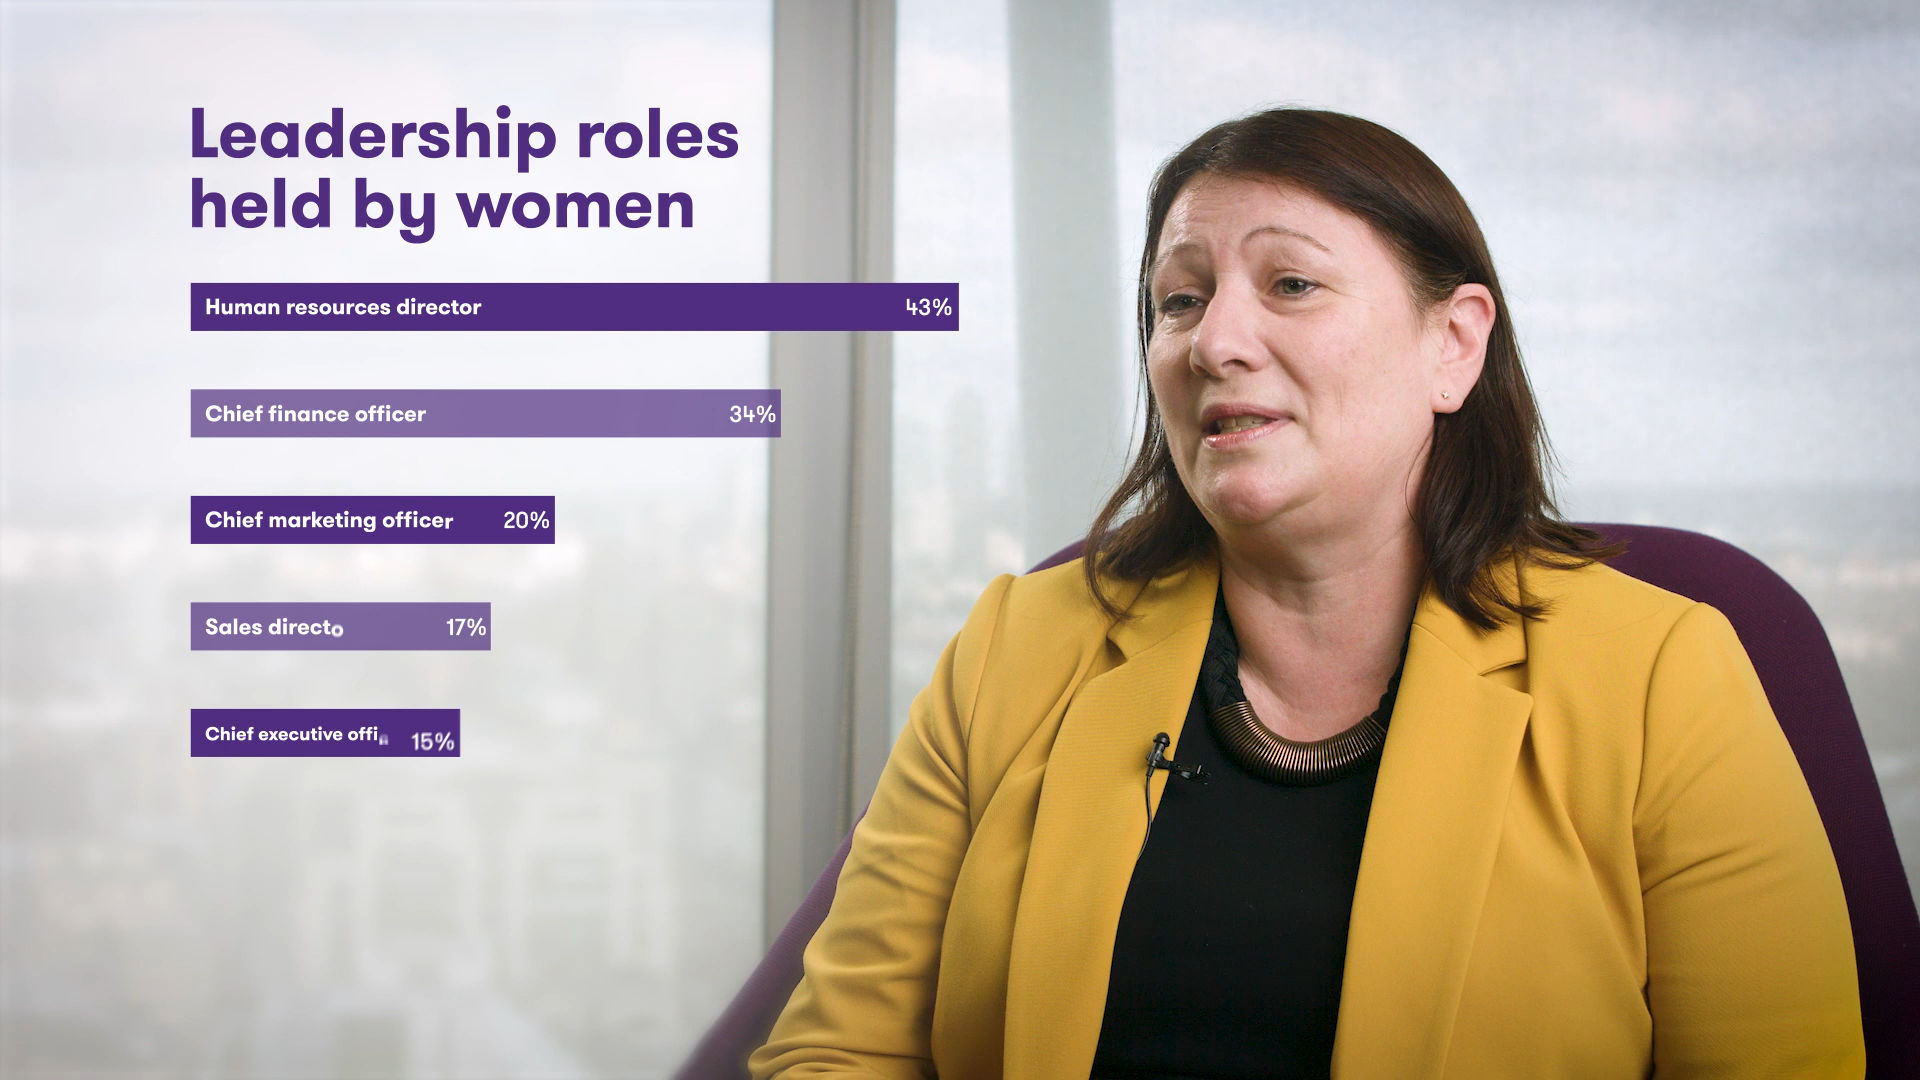 Leadership roles
held by women
Human resources director 43%
Chief finance officer 34%
Chief marketing officer 20%
Sales directo 17%
Chief executive offi 15%